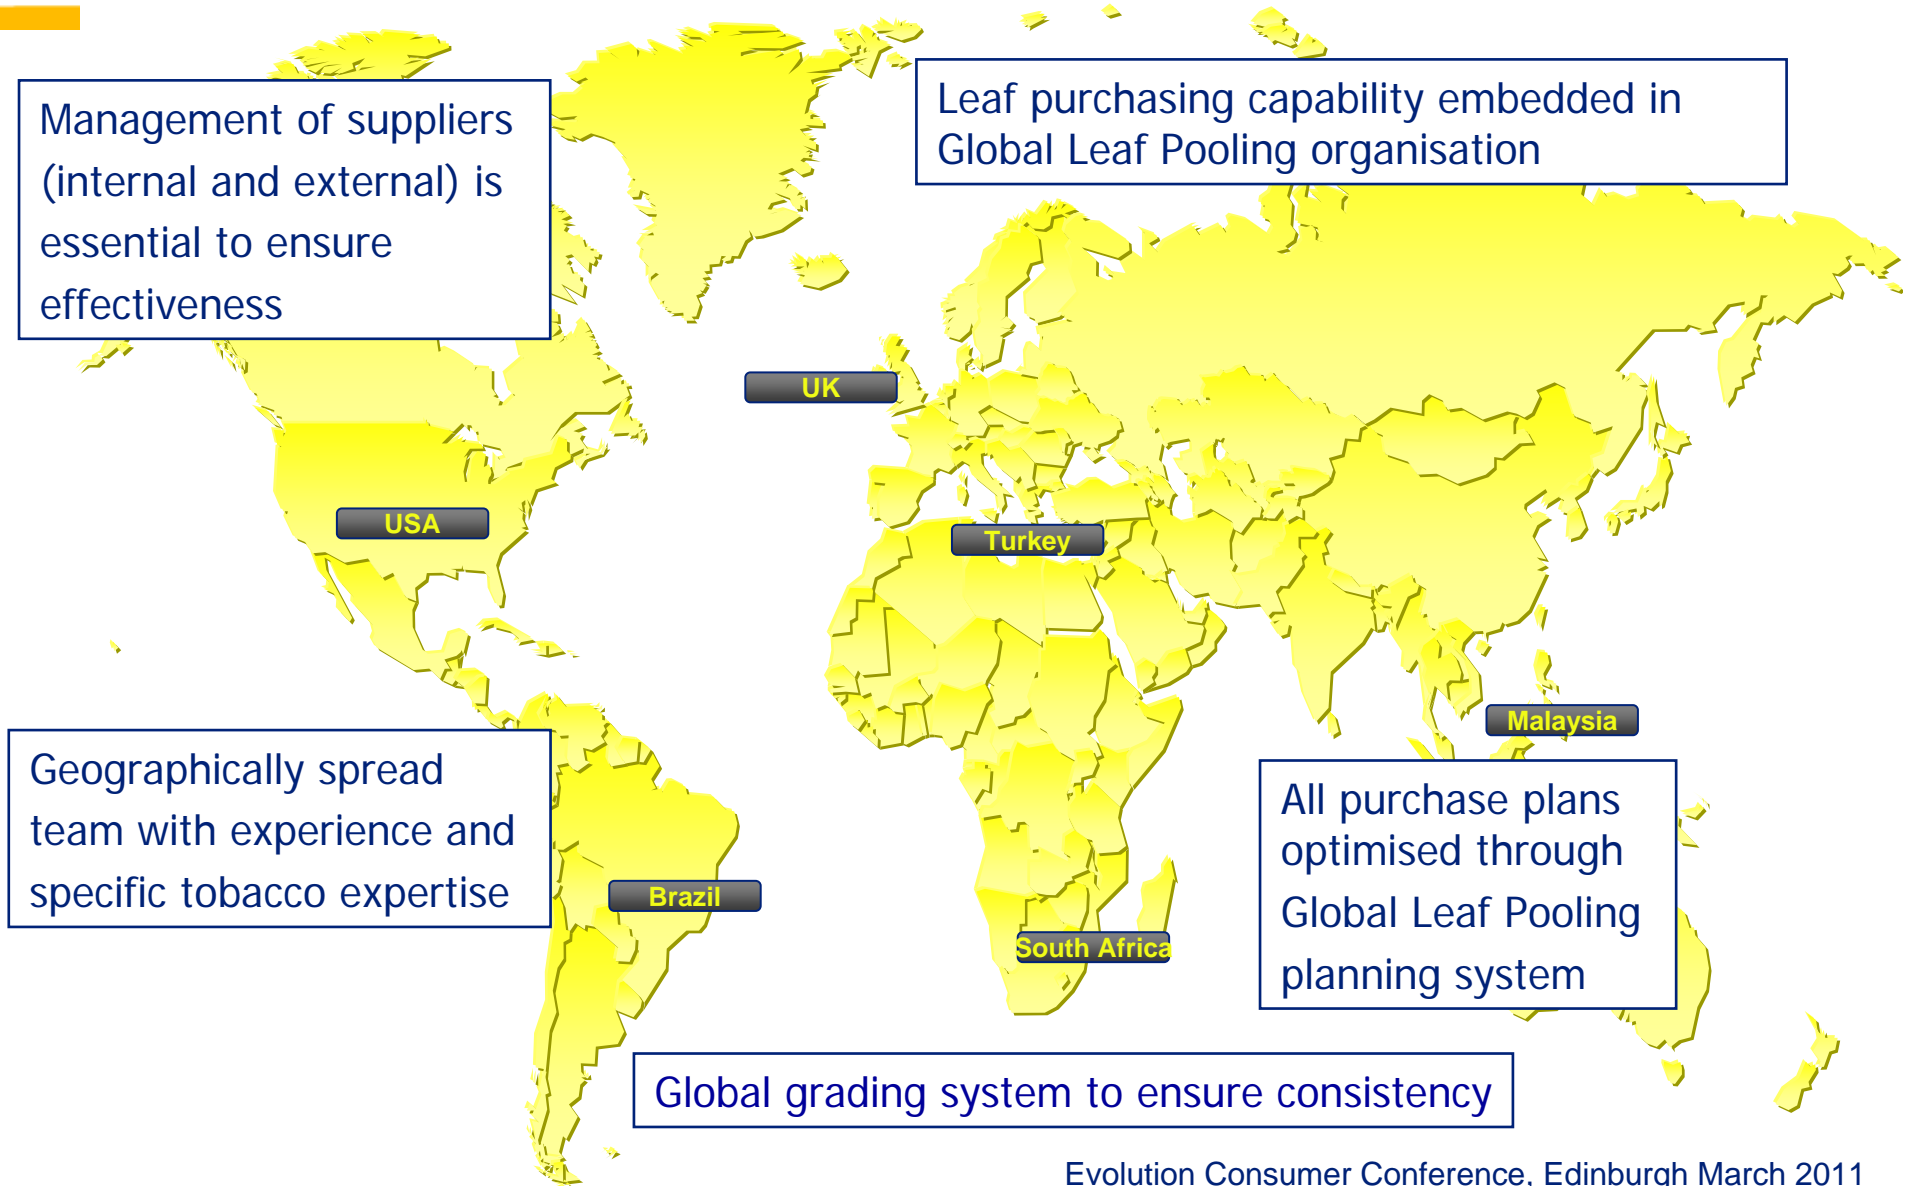 Management of suppliers
(internal and external) is
essential to ensure
effectiveness
Leaf purchasing capability embedded in
Global Leaf Pooling organisation
UK
USA
Turkey
Malaysia
Geographically spread
team with experience and
specific tobacco expertise
All purchase plans
optimised through
Global Leaf Pooling
planning system
Brazil
South Africa
Global grading system to ensure consistency
Evolution Consumer Conference, Edinburgh March 2011